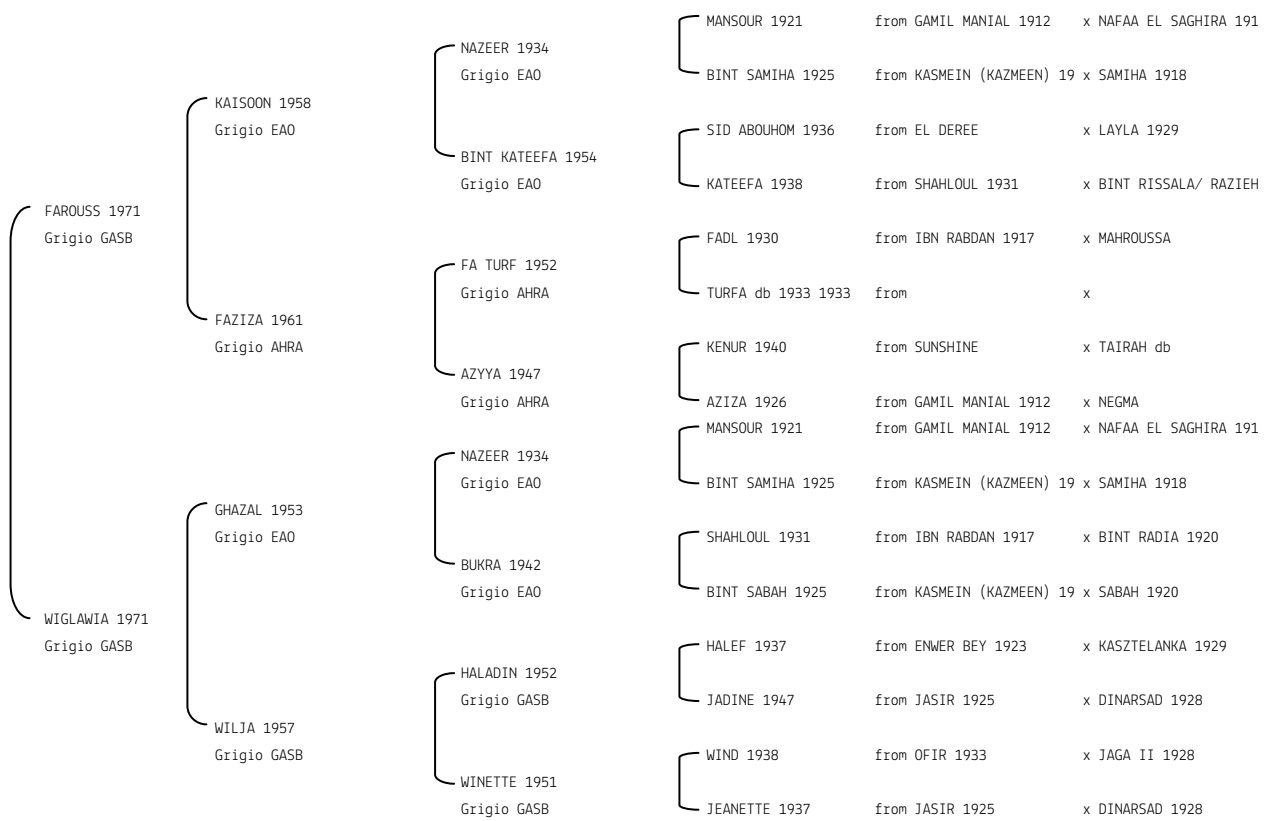 MANSOUR 1921 from GAMIL MANIAL 1912 x NAFAA EL SAGHIRA 191
NAZEER 1934
Grigio EAO BINT SAMIHA 1925 from KASMEIN (KAZMEEN) 19 x SAMIHA 1918
KAISOON 1958
Grigio EAO SID ABOUHOM 1936 from EL DEREE x LAYLA 1929
BINT KATEEFA 1954
Grigio EAO KATEEFA 1938 from SHAHLOUL 1931 x BINT RISSALA/ RAZIEH
FAROUSS 1971
Grigio GASB FADL 1930 from IBN RABDAN 1917 x MAHROUSSA
FA TURF 1952
Grigio AHRA TURFA db 1933 1933 from x
FAZIZA 1961
Grigio AHRA KENUR 1940 from SUNSHINE x TAIRAH db
AZYYA 1947
Grigio AHRA AZIZA 1926 from GAMIL MANIAL 1912 x NEGMA
MANSOUR 1921 from GAMIL MANIAL 1912 x NAFAA EL SAGHIRA 191
NAZEER 1934
Grigio EAO BINT SAMIHA 1925 from KASMEIN (KAZMEEN) 19 x SAMIHA 1918
GHAZAL 1953
Grigio EAO SHAHLOUL 1931 from IBN RABDAN 1917 x BINT RADIA 1920
BUKRA 1942
Grigio EAO BINT SABAH 1925 from KASMEIN (KAZMEEN) 19 x SABAH 1920
WIGLAWIA 1971
Grigio GASB HALEF 1937 from ENWER BEY 1923 x KASZTELANKA 1929
HALADIN 1952
Grigio GASB JADINE 1947 from JASIR 1925 x DINARSAD 1928
WILJA 1957
Grigio GASB WIND 1938 from OFIR 1933 x JAGA II 1928
WINETTE 1951
Grigio GASB JEANETTE 1937 from JASIR 1925 x DINARSAD 1928